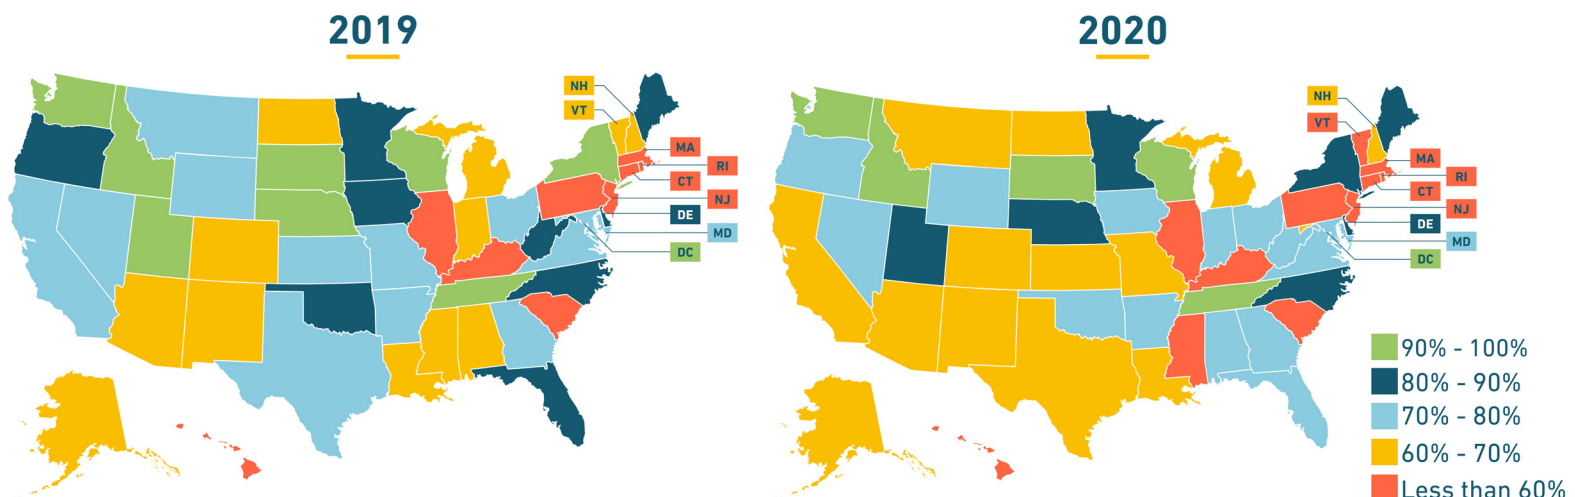 2019
NH
VT
MA
RI
CT
NJ
DE
MD
DC
2020
NH
VT
MA
RI
CT
NJ
DE
MD
DC
90% - 100%
80% - 90%
70% - 80%
60% - 70%
Less than 60%